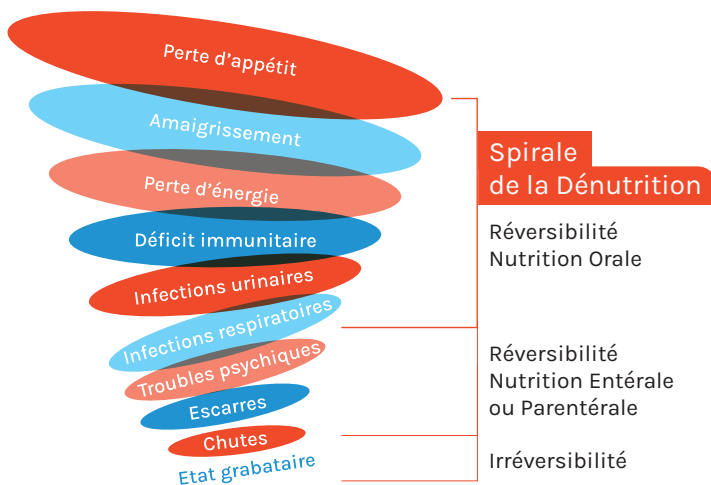 Perte d'appétit
Amaigrissement
Perte d'énergie
Déficit immunitaire
Infections urinaires
Infections respiratoires
Troubles psychiques
Escarres
Chutes
Etat grabataire
Spirale
de la Dénutrition
Réversibilité
Nutrition Orale
Réversibilité
Nutrition Entérale
ou Parentérale
Irréversibilité